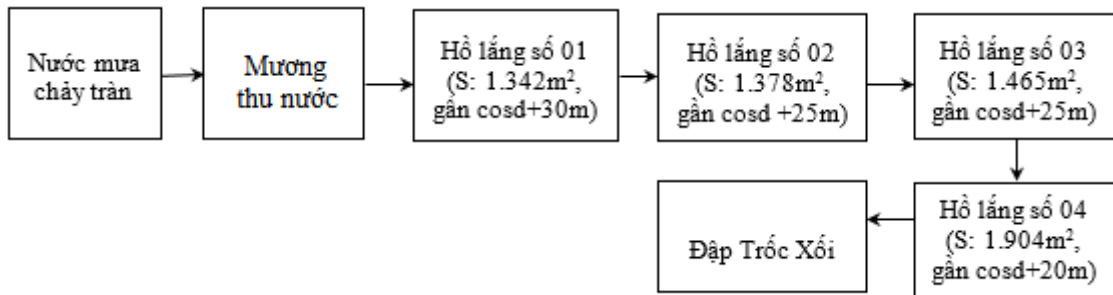 Nước mưa
chảy tràn
Mương
thu nước
Hồ lắng số 01
(S: 1.342m²,
gần cosd+30m)
Hồ lắng số 02
(S: 1.378m²,
gần cosd +25m)
Hồ lắng số 03
(S: 1.465m²,
gần cosd+25m)
Hồ lắng số 04
(S: 1.904m²,
gần cosd+20m)
Đập Trốc Xối